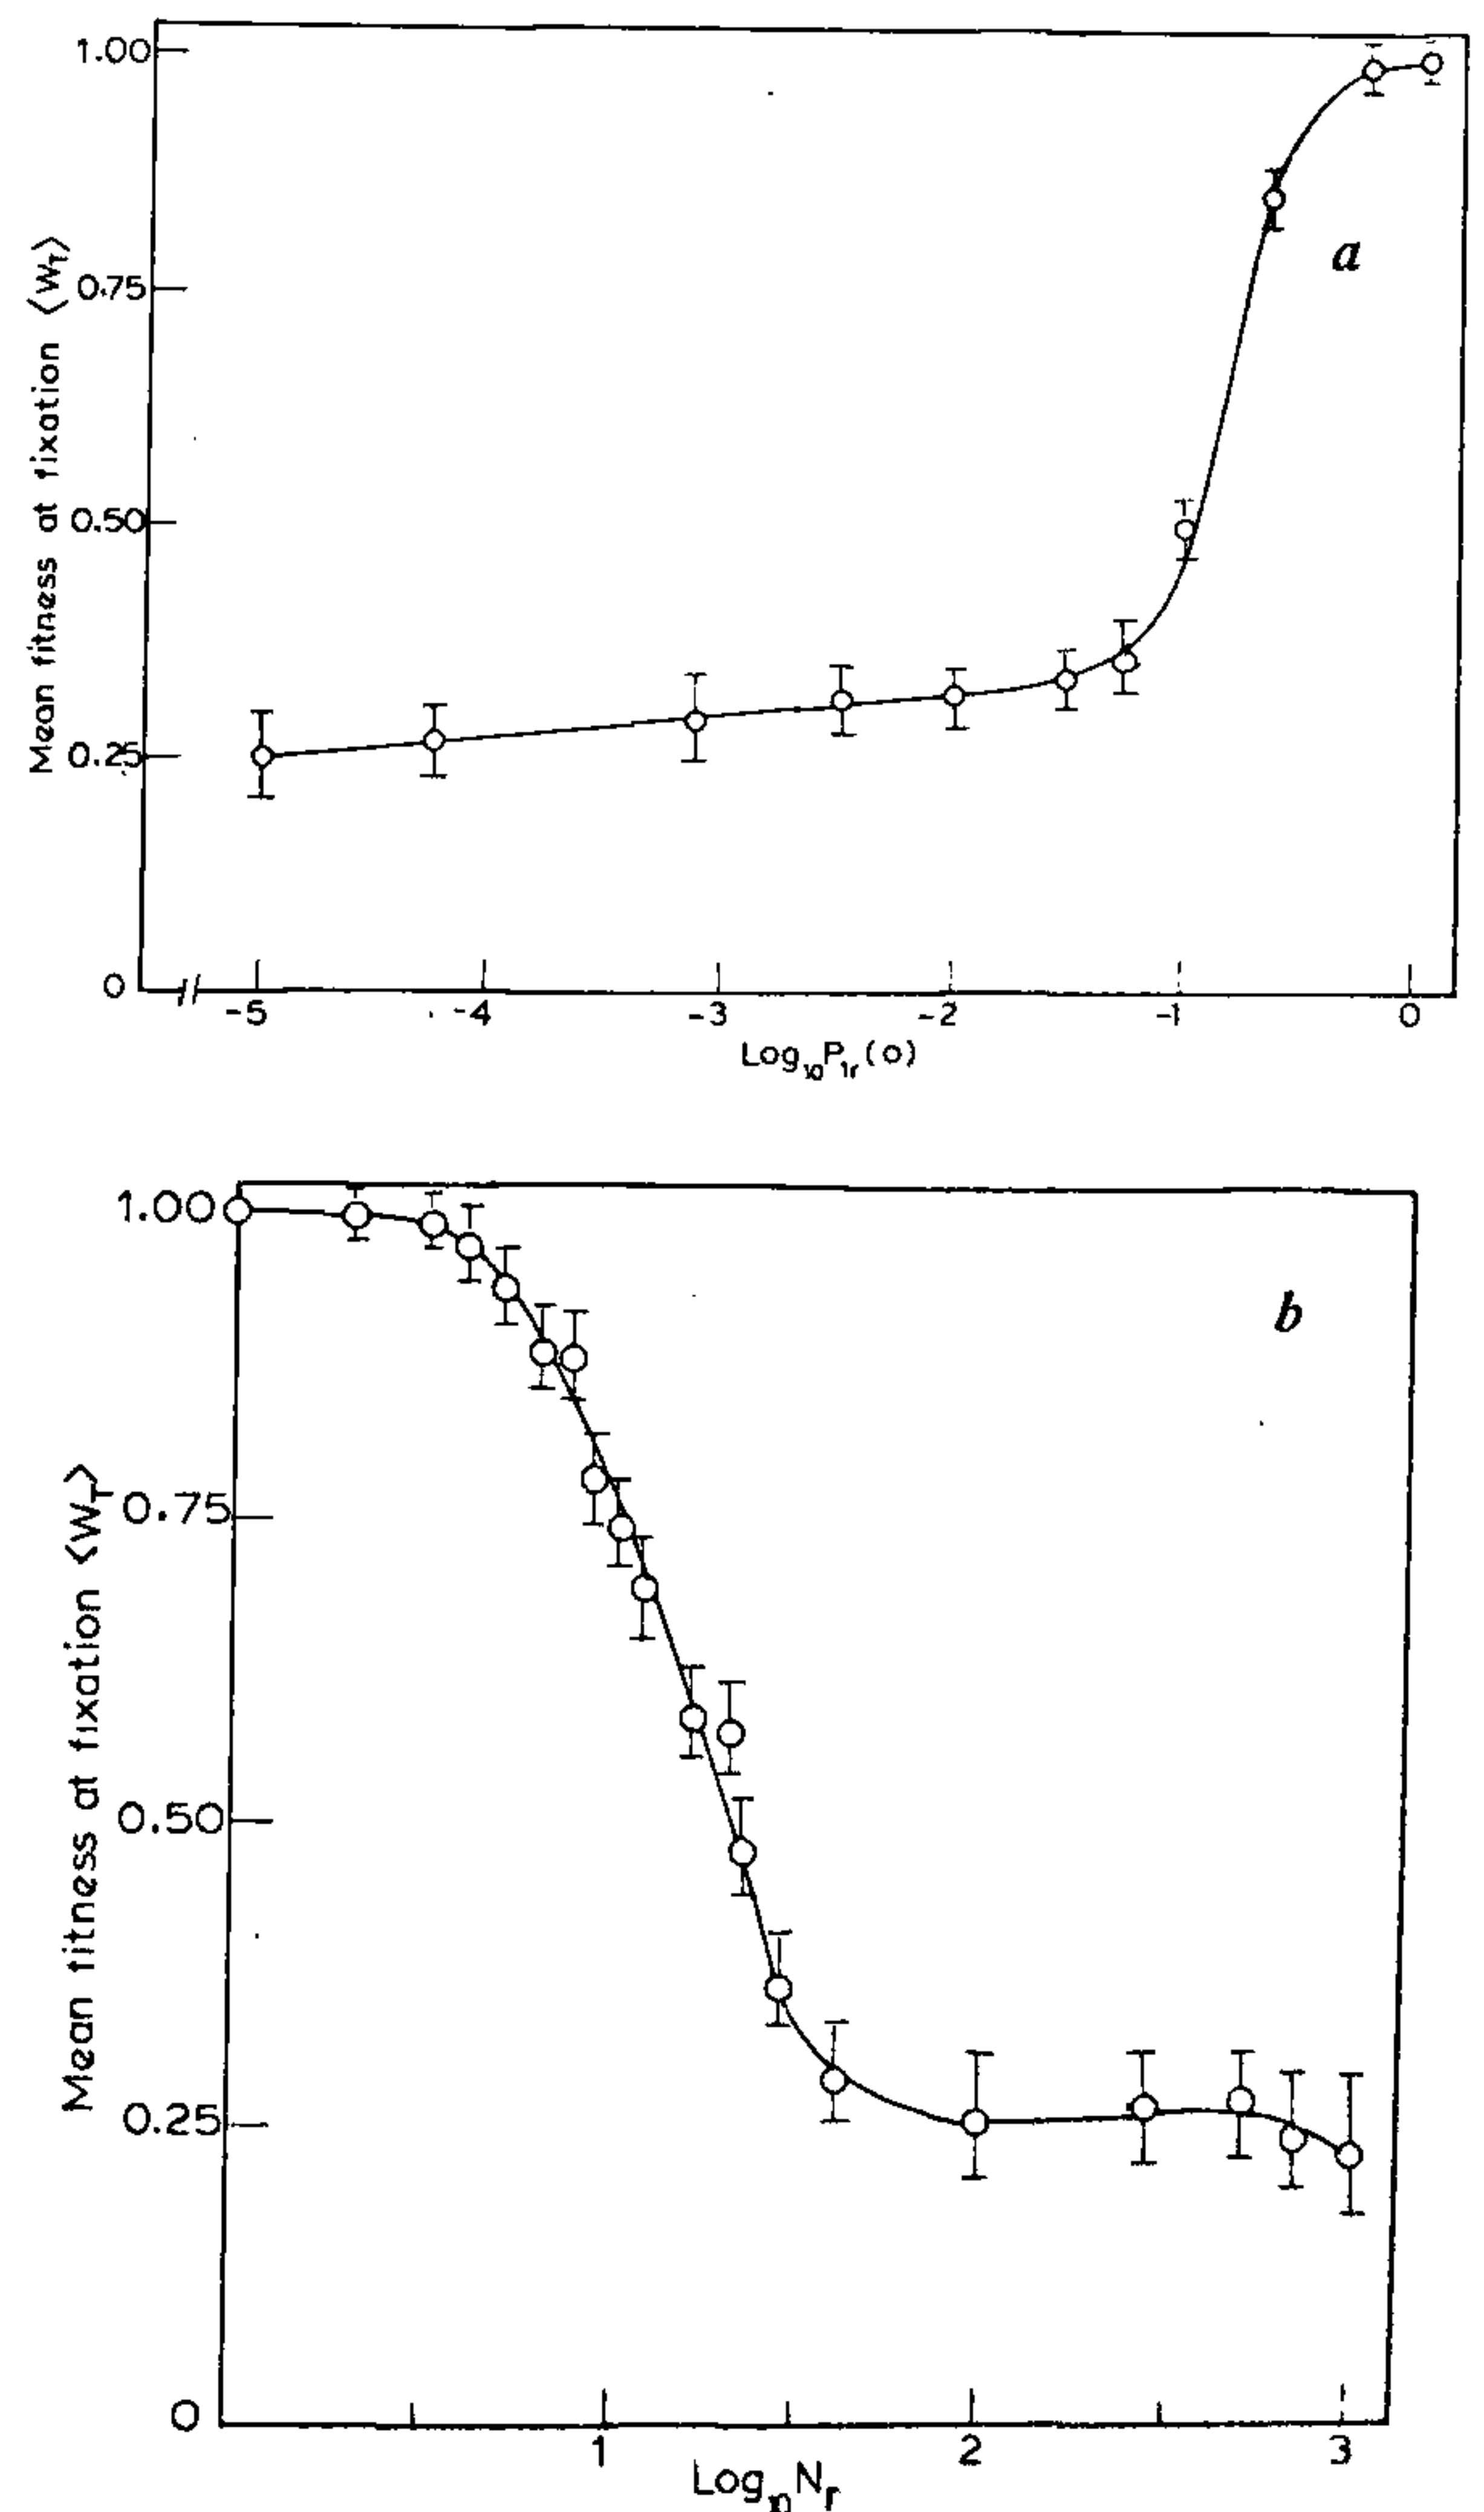 1.00
0.75
0.50
0.25
0
Mean fitness at fixation ⟨W_T⟩
a
-5 -4 -3 -2 -1 0
Log₁₀P₁ᵣ(o)
1.00
0.75
0.50
0.25
0
Mean fitness at fixation ⟨W_T⟩
b
1 2 3
Log₁₀Nᵣ